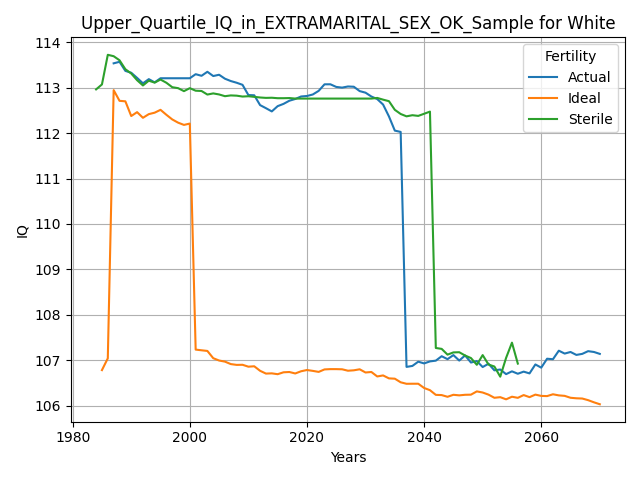 Upper_Quartile_IQ_in_EXTRAMARITAL_SEX_OK_Sample for White
Fertility
Actual
Ideal
Sterile
IQ
114
113
112
111
110
109
108
107
106
1980
2000
2020
2040
2060
Years